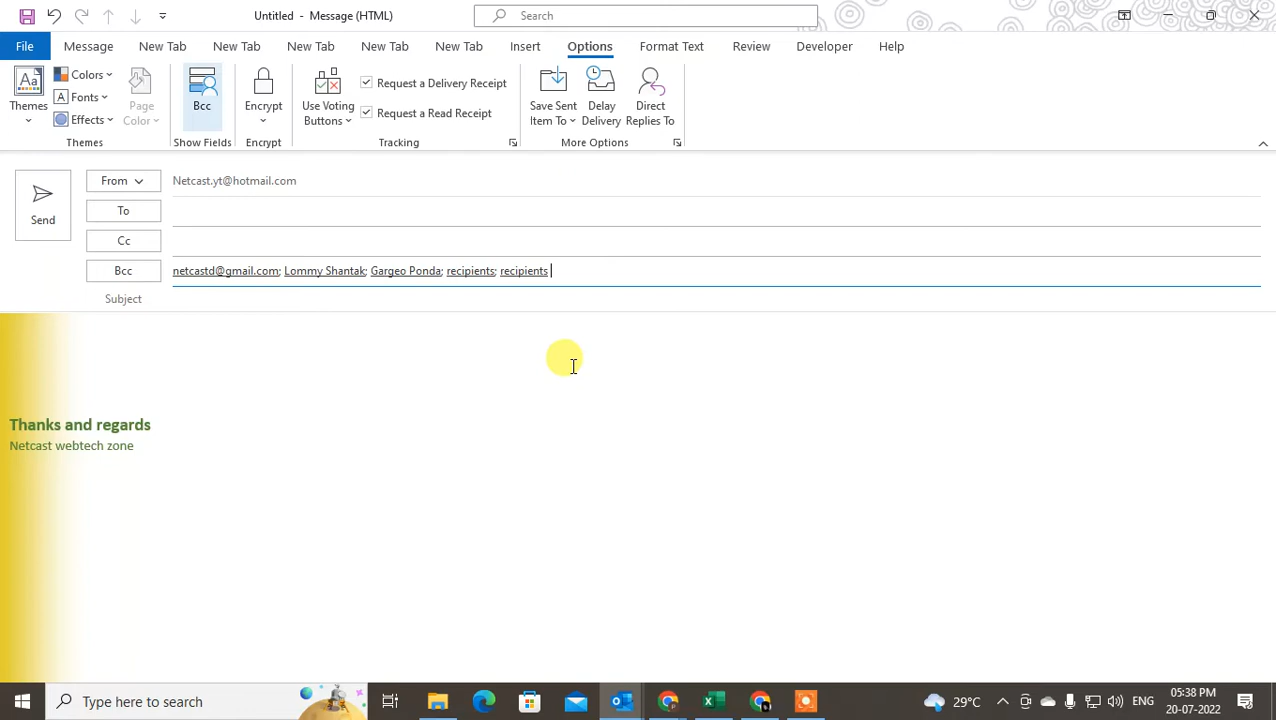 Untitled - Message (HTML)
Search
File
Message
New Tab
New Tab
New Tab
New Tab
New Tab
Insert
Options
Format Text
Review
Developer
Help
Aa
Themes
Colors
Fonts
Effects
Page Color
Bcc
Encrypt
Use Voting Buttons
Request a Delivery Receipt
Request a Read Receipt
Save Sent Item To
Delay Delivery
Direct Replies To
Themes
Show Fields
Encrypt
Tracking
More Options
Send
From
Netcast.yt@hotmail.com
To
Cc
Bcc
netcastd@gmail.com; Lommy Shantak; Gargeo Ponda; recipients; recipients
Subject
Thanks and regards
Netcast webtech zone
Type here to search
29°C
ENG
05:38 PM
20-07-2022